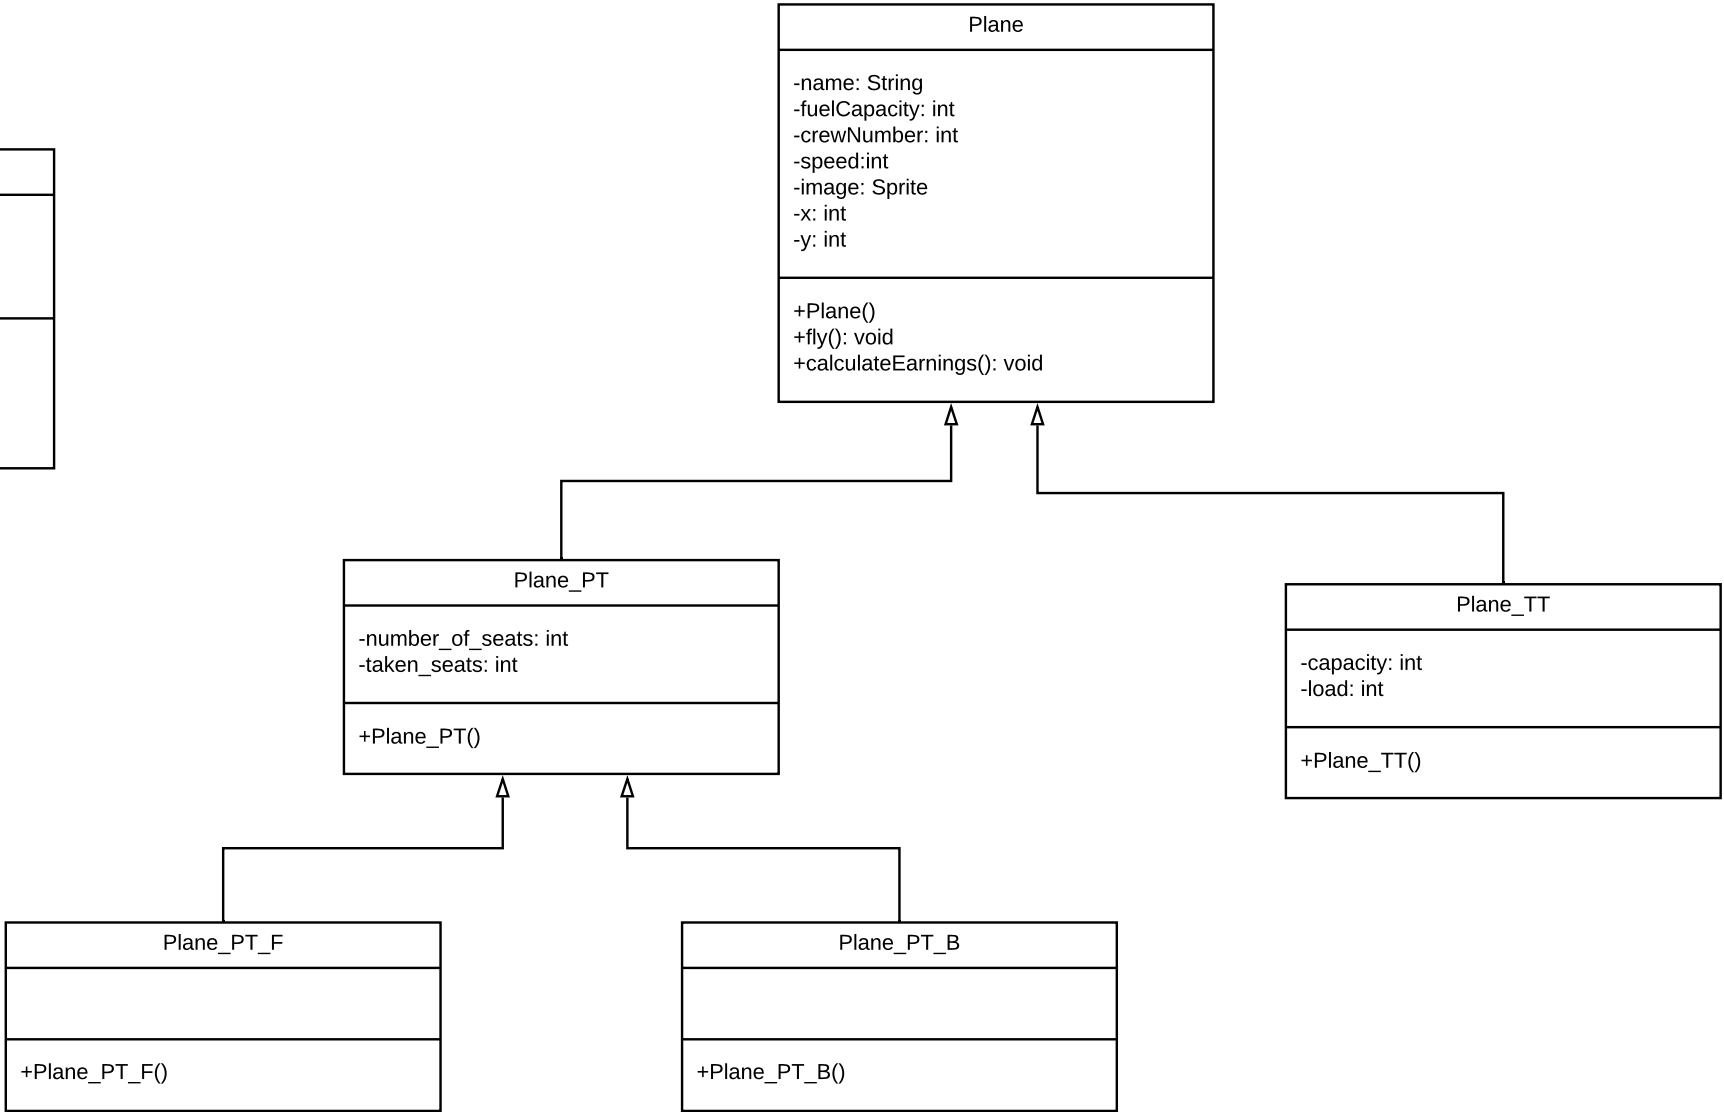 Plane
-name: String
-fuelCapacity: int
-crewNumber: int
-speed:int
-image: Sprite
-x: int
-y: int
+Plane()
+fly(): void
+calculateEarnings(): void
Plane_PT
-number_of_seats: int
-taken_seats: int
+Plane_PT()
Plane_TT
-capacity: int
-load: int
+Plane_TT()
Plane_PT_F
+Plane_PT_F()
Plane_PT_B
+Plane_PT_B()